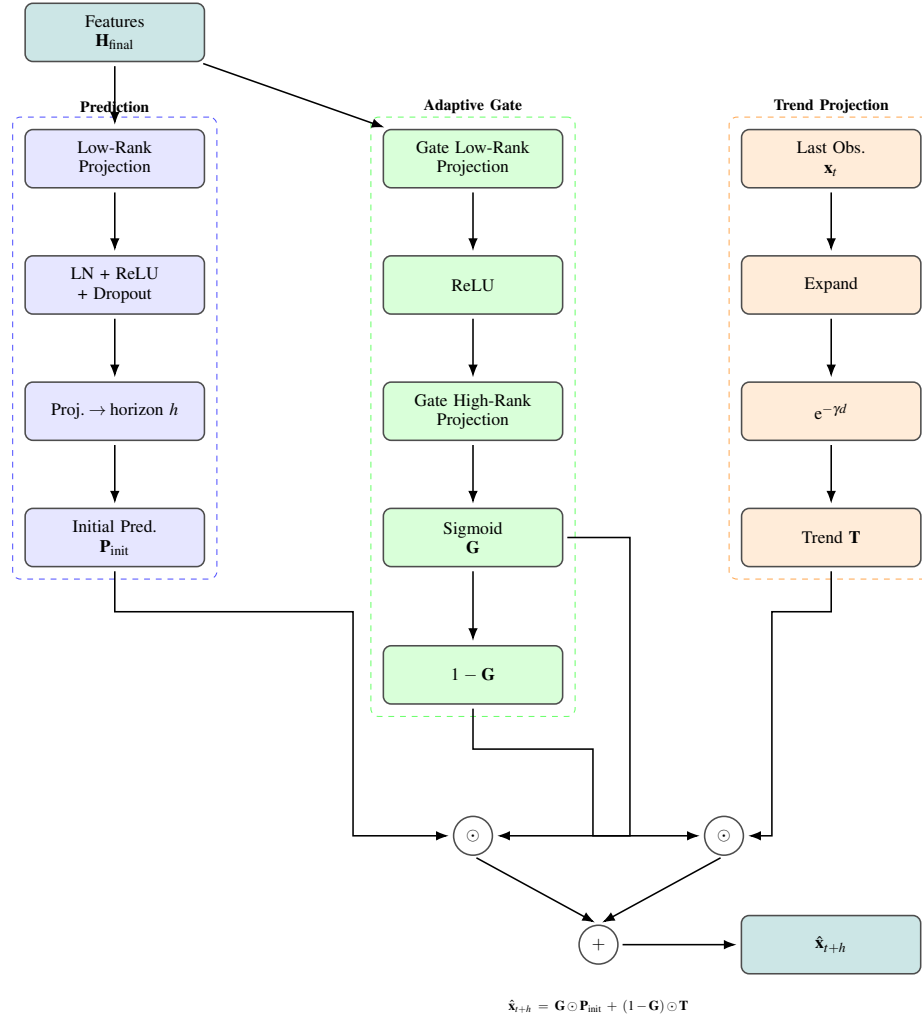 Features
H_final
Prediction
Low-Rank
Projection
LN + ReLU
+ Dropout
Proj. → horizon h
Initial Pred.
P_init
Adaptive Gate
Gate Low-Rank
Projection
ReLU
Gate High-Rank
Projection
Sigmoid
G
1 − G
Trend Projection
Last Obs.
x_t
Expand
e^{−γd}
Trend T
⊙
⊙
+
x̂_{t+h}
x̂_{t+h} = G ⊙ P_init + (1−G) ⊙ T